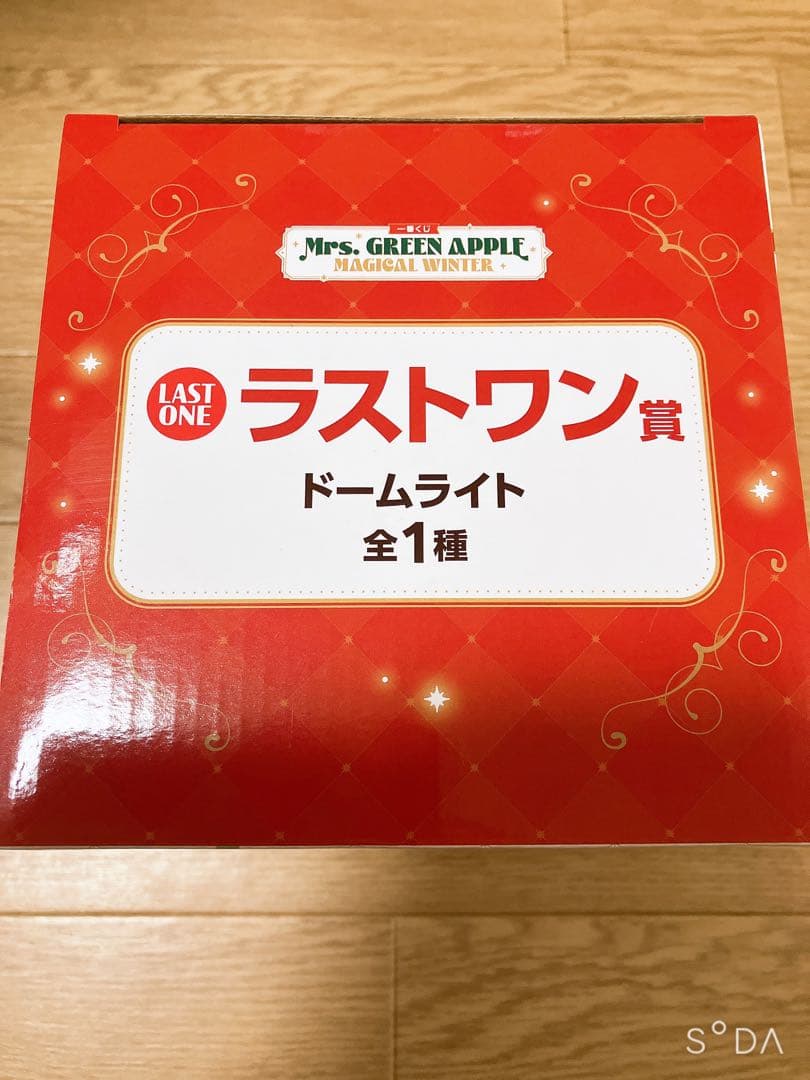 一番くじ
Mrs. GREEN APPLE
MAGICAL WINTER
LAST
ONE
ラストワン賞
ドームライト
全1種
S°DA